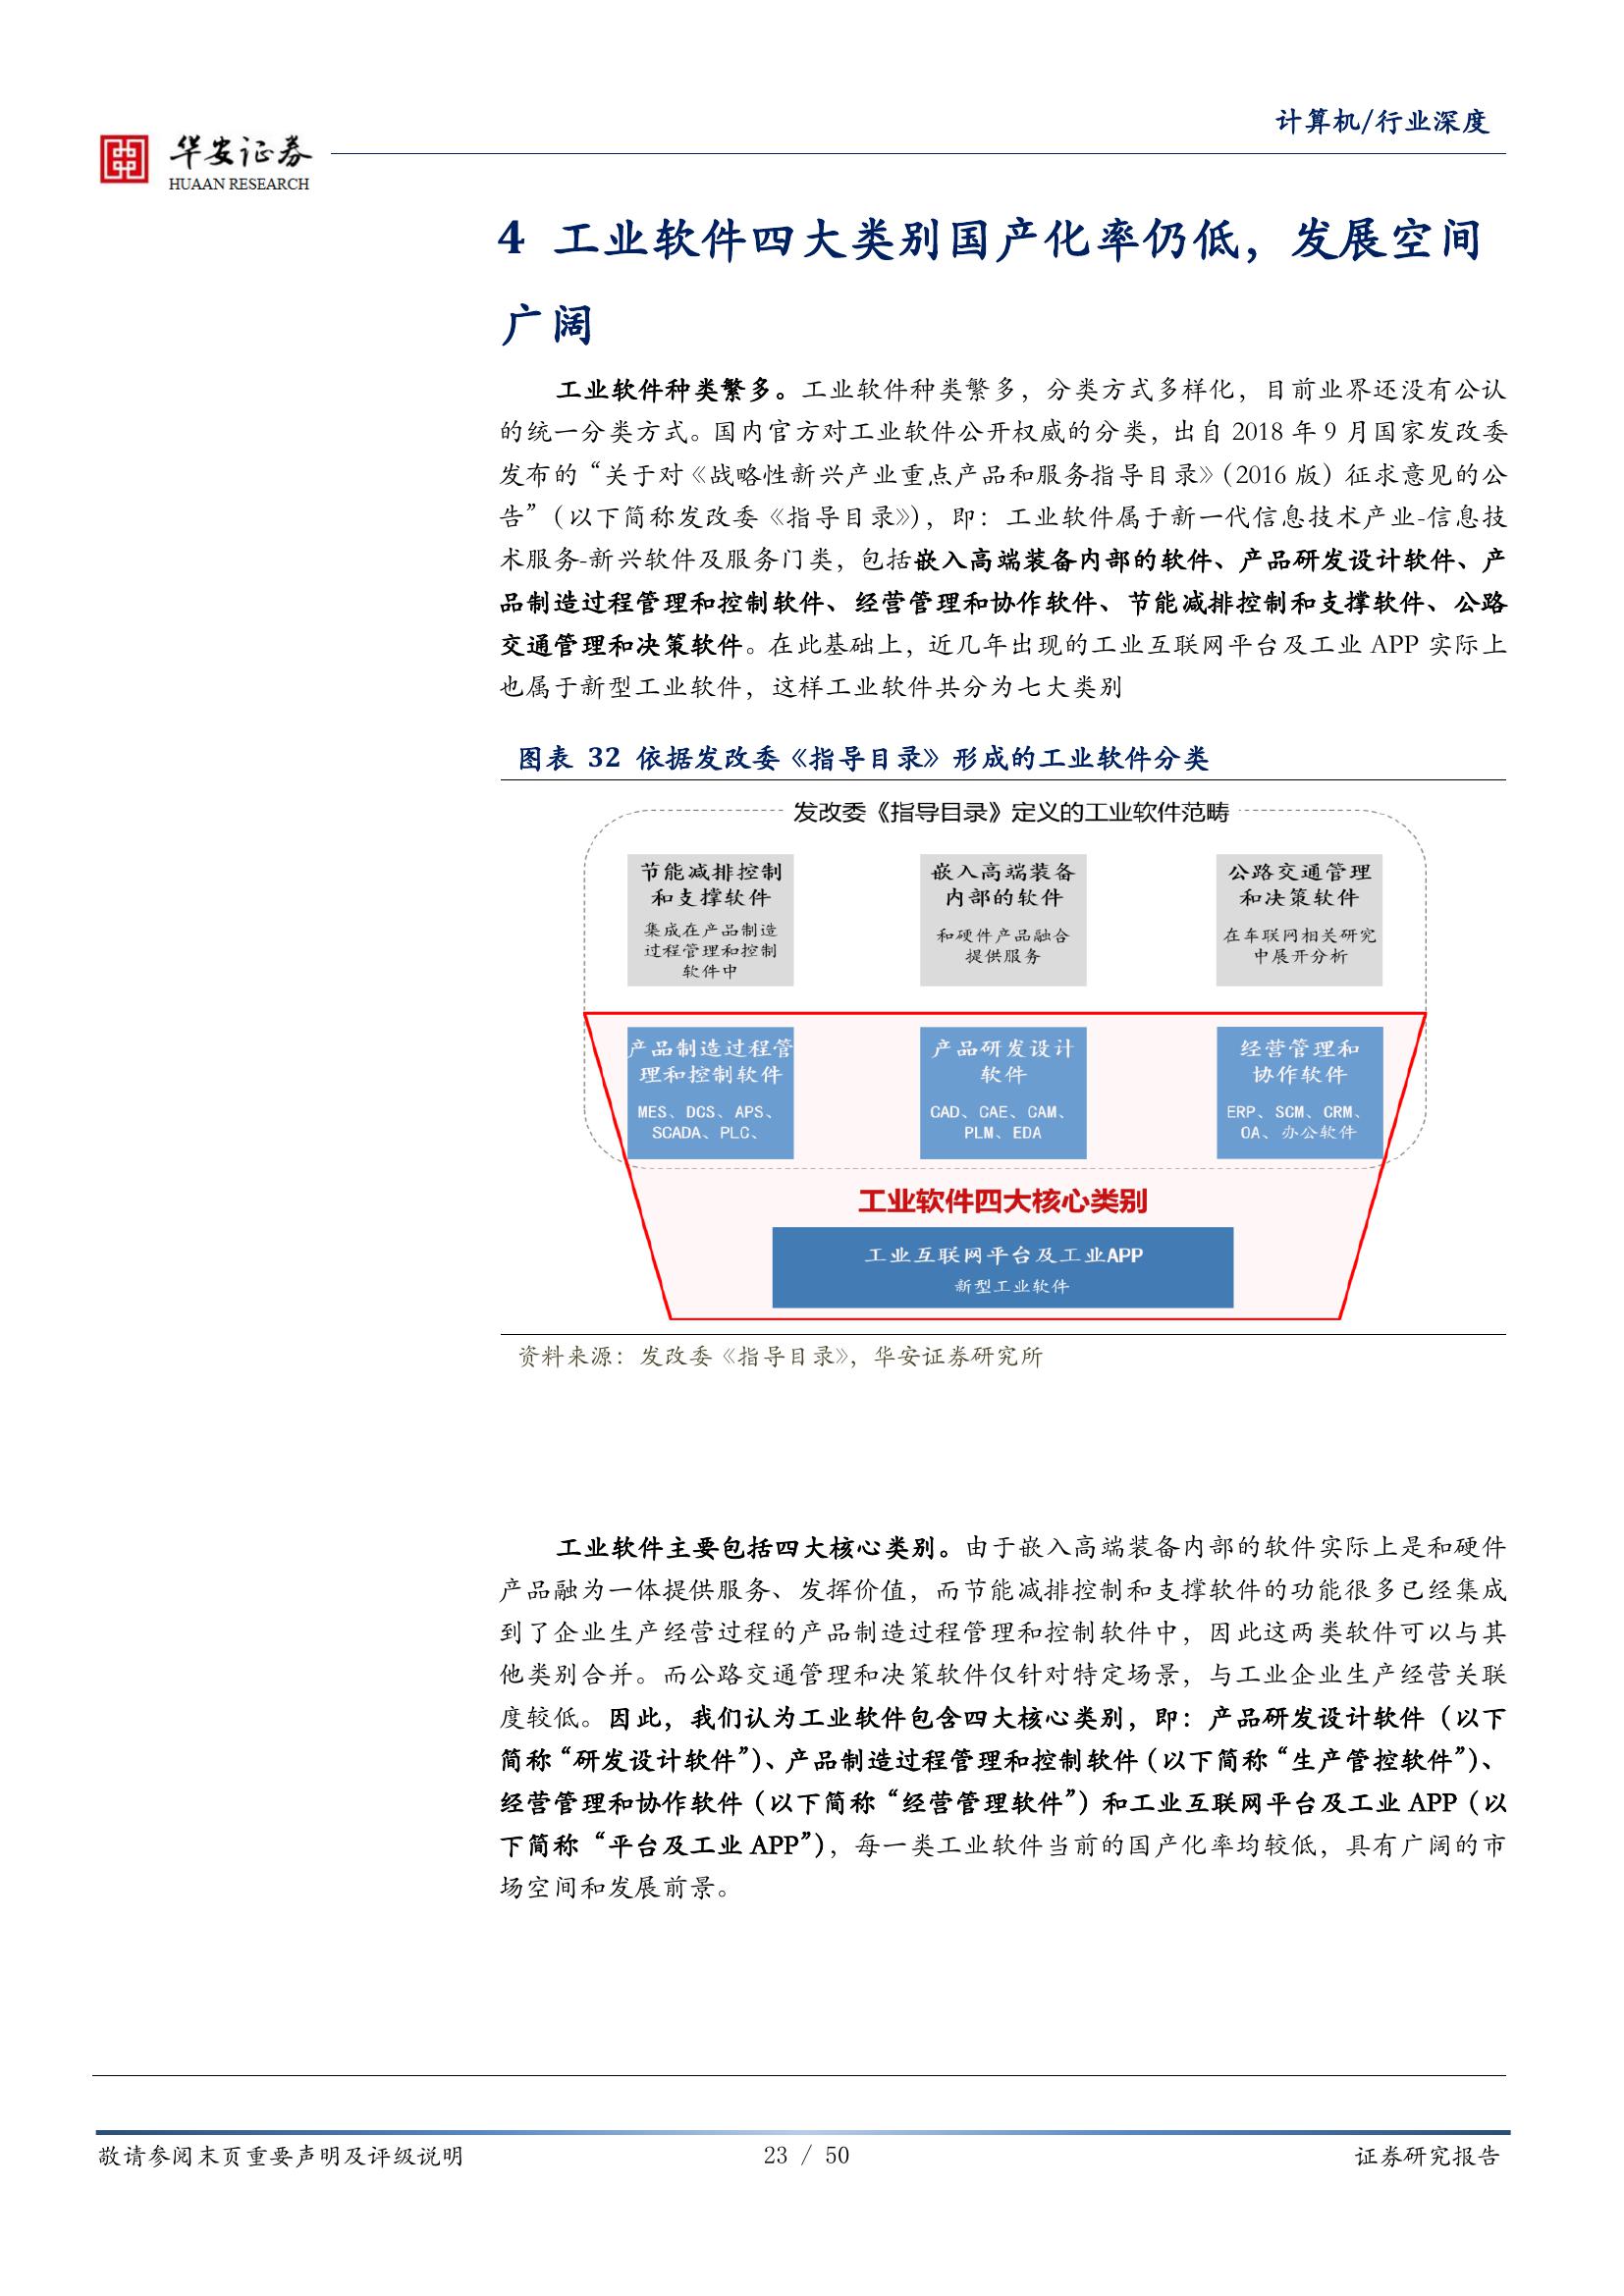 计算机/行业深度
华安证券
HUAAN RESEARCH
4 工业软件四大类别国产化率仍低，发展空间
广阔
工业软件种类繁多。工业软件种类繁多，分类方式多样化，目前业界还没有公认
的统一分类方式。国内官方对工业软件公开权威的分类，出自 2018 年 9 月国家发改委
发布的“关于对《战略性新兴产业重点产品和服务指导目录》（2016 版）征求意见的公
告”（以下简称发改委《指导目录》），即：工业软件属于新一代信息技术产业-信息技
术服务-新兴软件及服务门类，包括嵌入高端装备内部的软件、产品研发设计软件、产
品制造过程管理和控制软件、经营管理和协作软件、节能减排控制和支撑软件、公路
交通管理和决策软件。在此基础上，近几年出现的工业互联网平台及工业 APP 实际上
也属于新型工业软件，这样工业软件共分为七大类别
图表 32 依据发改委《指导目录》形成的工业软件分类
发改委《指导目录》定义的工业软件范畴
节能减排控制
和支撑软件
集成在产品制造
过程管理和控制
软件中
嵌入高端装备
内部的软件
和硬件产品融合
提供服务
公路交通管理
和决策软件
在车联网相关研究
中展开分析
产品制造过程管
理和控制软件
MES、DCS、APS、
SCADA、PLC、
产品研发设计
软件
CAD、CAE、CAM、
PLM、EDA
经营管理和
协作软件
ERP、SCM、CRM、
OA、办公软件
工业软件四大核心类别
工业互联网平台及工业APP
新型工业软件
资料来源：发改委《指导目录》，华安证券研究所
工业软件主要包括四大核心类别。由于嵌入高端装备内部的软件实际上是和硬件
产品融为一体提供服务、发挥价值，而节能减排控制和支撑软件的功能很多已经集成
到了企业生产经营过程的产品制造过程管理和控制软件中，因此这两类软件可以与其
他类别合并。而公路交通管理和决策软件仅针对特定场景，与工业企业生产经营关联
度较低。因此，我们认为工业软件包含四大核心类别，即：产品研发设计软件（以下
简称“研发设计软件”）、产品制造过程管理和控制软件（以下简称“生产管控软件”）、
经营管理和协作软件（以下简称“经营管理软件”）和工业互联网平台及工业 APP（以
下简称“平台及工业 APP”），每一类工业软件当前的国产化率均较低，具有广阔的市
场空间和发展前景。
敬请参阅末页重要声明及评级说明
23 / 50
证券研究报告